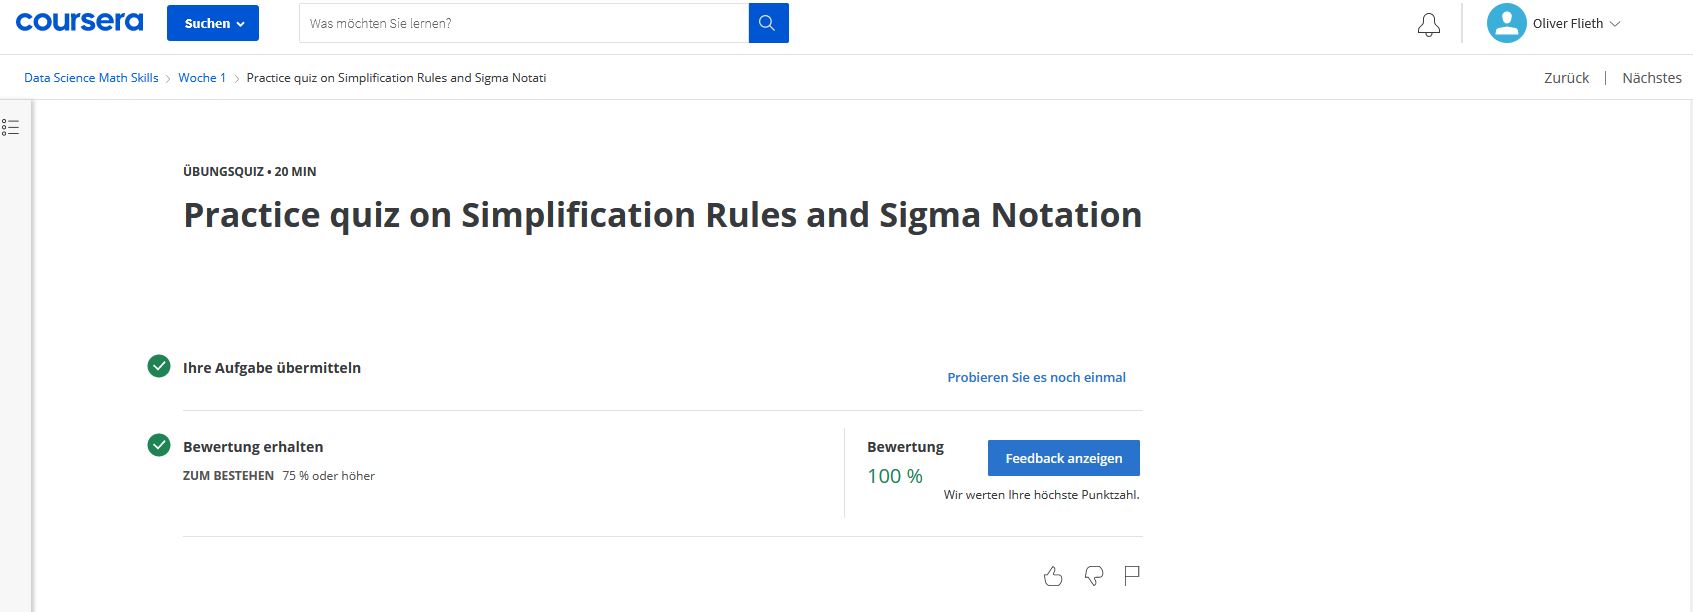 coursera
Suchen
Was möchten Sie lernen?
Oliver Flieth
Data Science Math Skills > Woche 1 > Practice quiz on Simplification Rules and Sigma Notati
Zurück | Nächstes
ÜBUNGSQUIZ • 20 MIN
Practice quiz on Simplification Rules and Sigma Notation
Ihre Aufgabe übermitteln
Probieren Sie es noch einmal
Bewertung erhalten
ZUM BESTEHEN 75 % oder höher
Bewertung
100 %
Feedback anzeigen
Wir werten Ihre höchste Punktzahl.